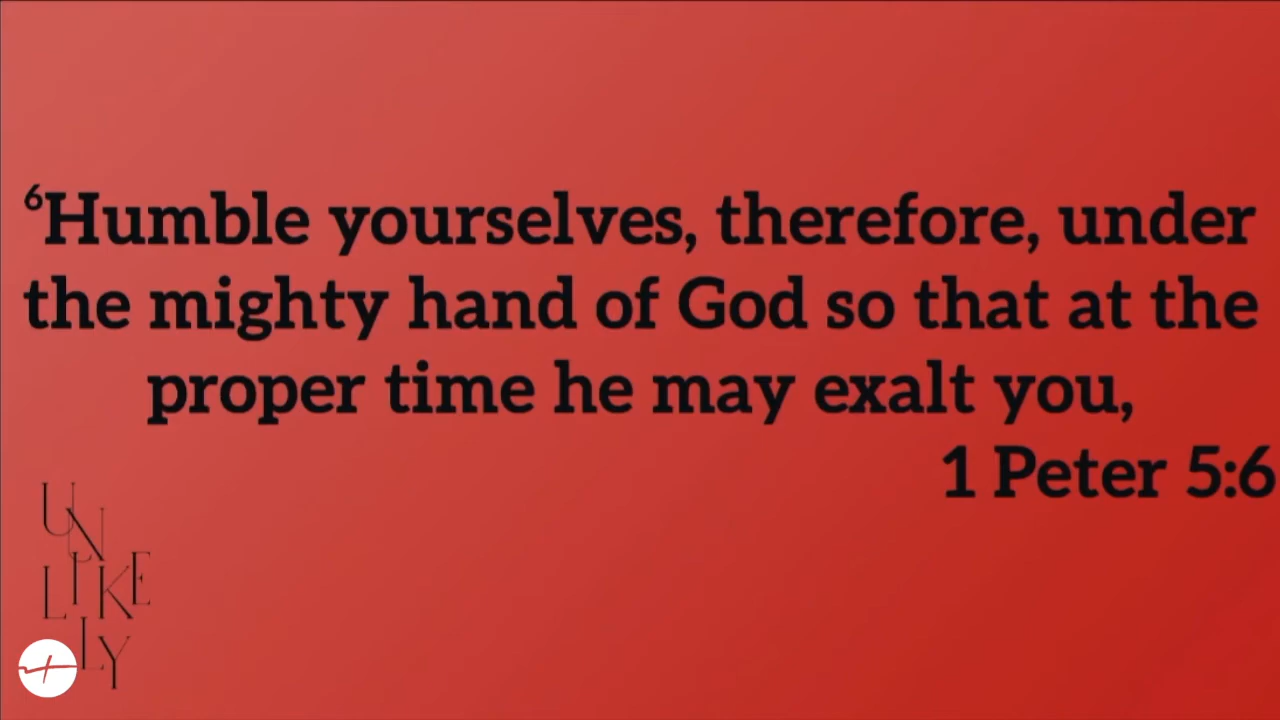 ⁶Humble yourselves, therefore, under
the mighty hand of God so that at the
proper time he may exalt you,
1 Peter 5:6
UN
LIKE
LY